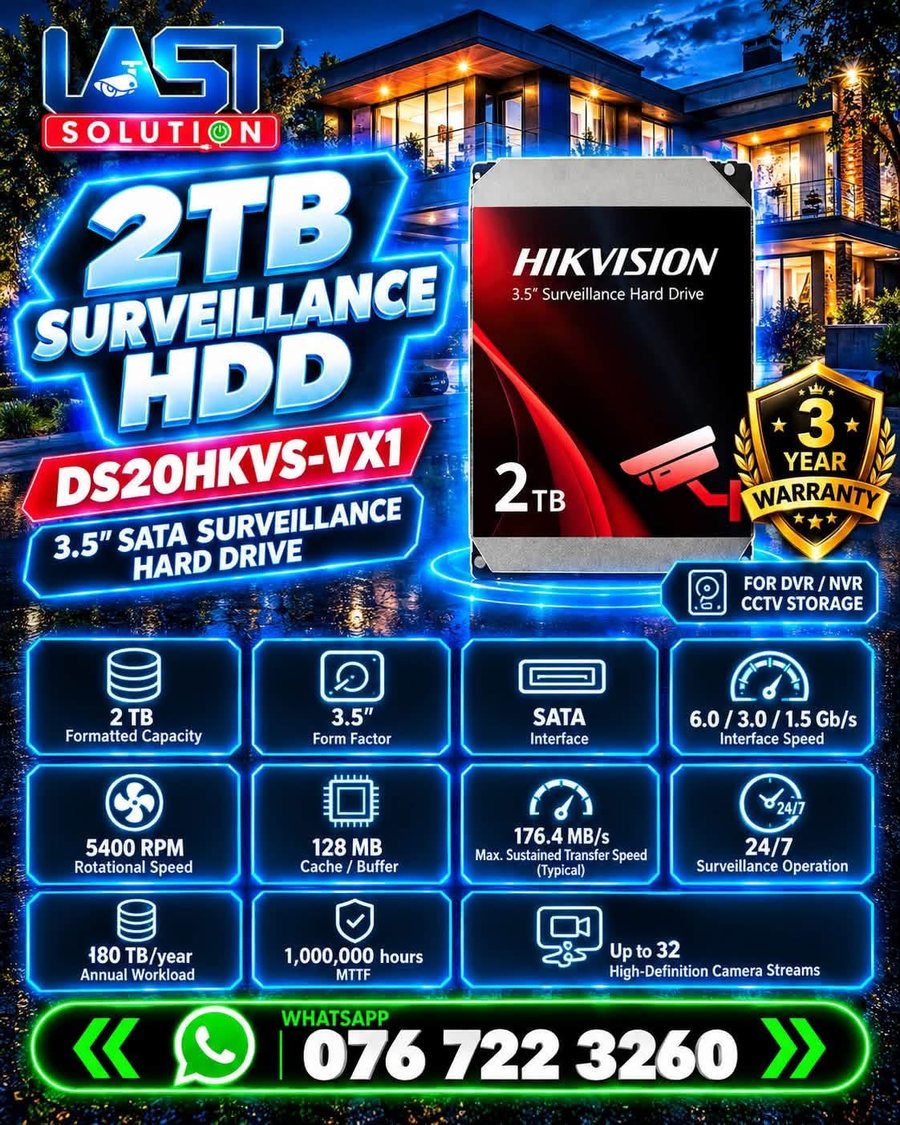 LAST
SOLUTION
2TB
SURVEILLANCE
HDD
DS20HKVS-VX1
3.5" SATA SURVEILLANCE
HARD DRIVE
HIKVISION
3.5" Surveillance Hard Drive
2TB
3
YEAR
WARRANTY
FOR DVR / NVR
CCTV STORAGE
2 TB
Formatted Capacity
3.5"
Form Factor
SATA
Interface
6.0 / 3.0 / 1.5 Gb/s
Interface Speed
5400 RPM
Rotational Speed
128 MB
Cache / Buffer
176.4 MB/s
Max. Sustained Transfer Speed
(Typical)
24/7
24/7
Surveillance Operation
180 TB/year
Annual Workload
1,000,000 hours
MTTF
Up to 32
High-Definition Camera Streams
WHATSAPP
076 722 3260